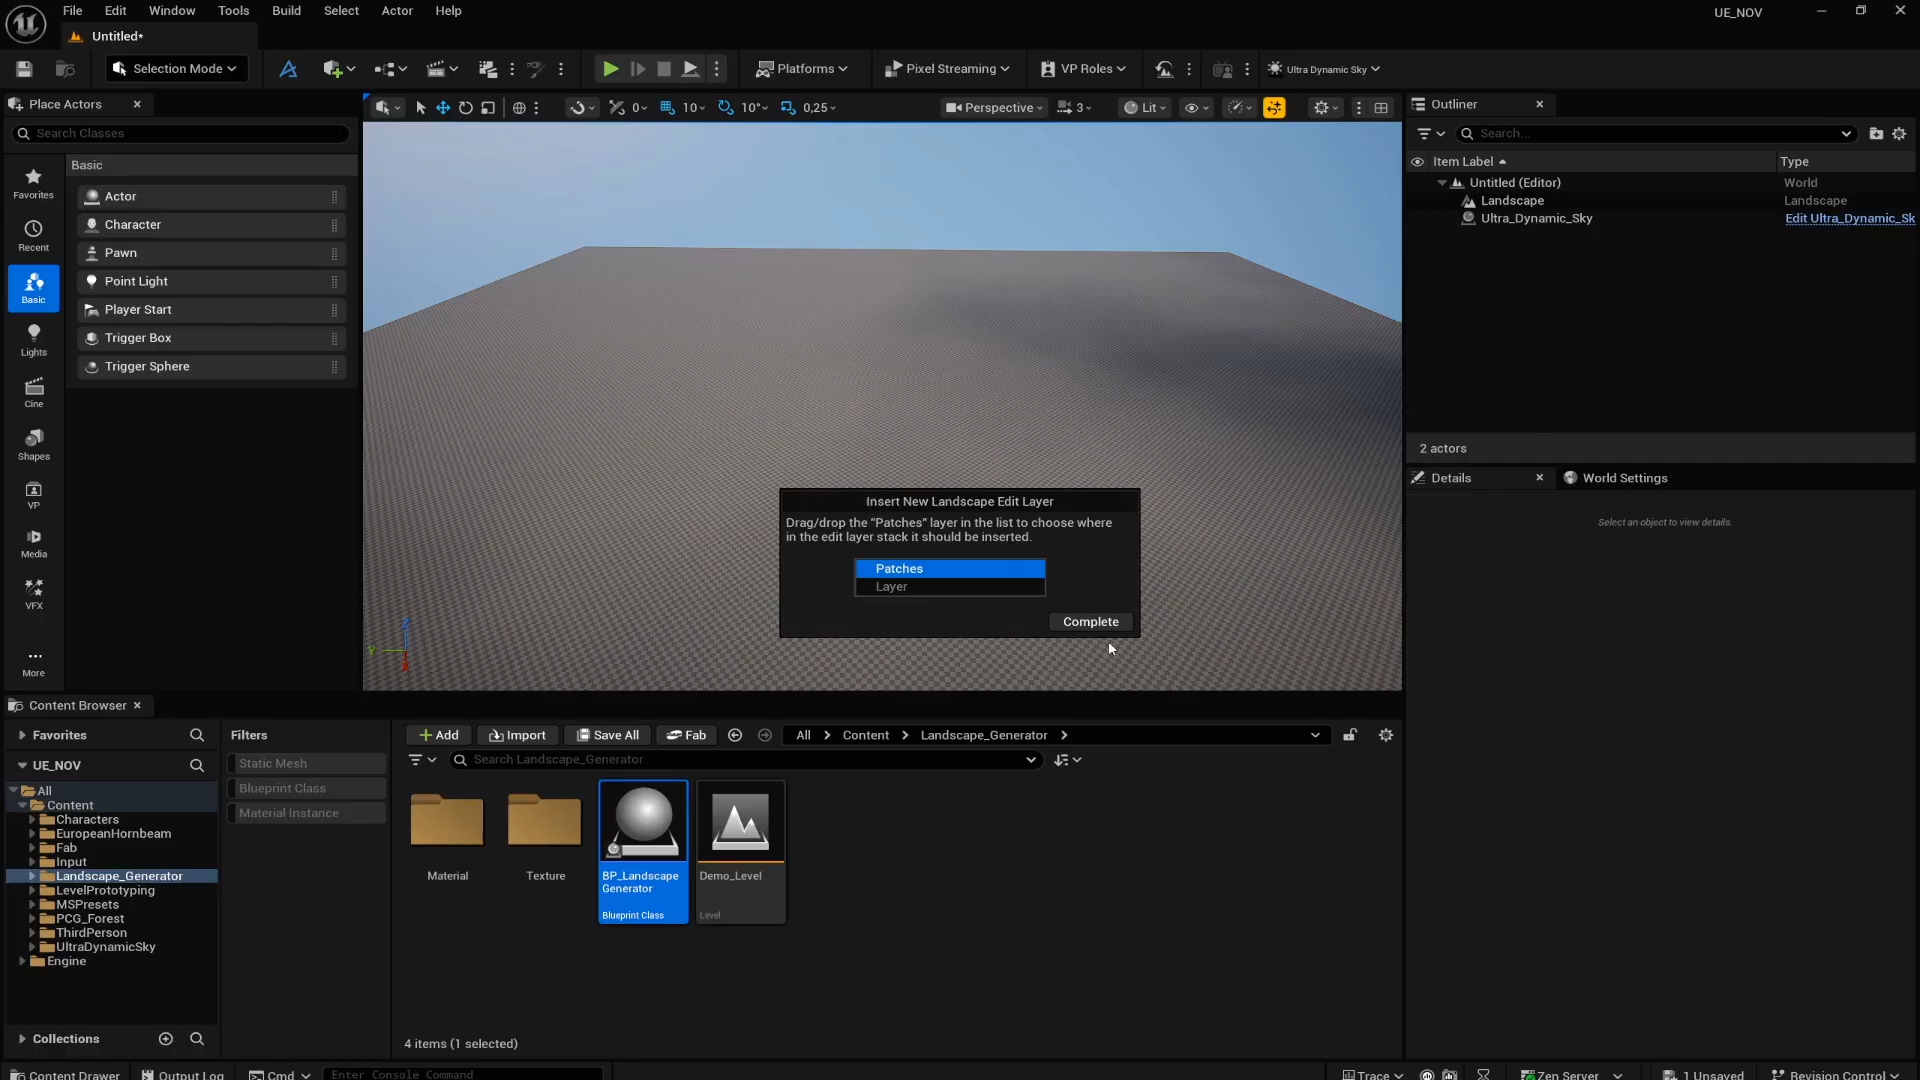 File Edit Window Tools Build Select Actor Help
UE_NOV
Untitled*
Selection Mode
Platforms
Pixel Streaming
VP Roles
Ultra Dynamic Sky
Place Actors
Search Classes
Favorites
Recent
Basic
Lights
Cine
Shapes
VP
Media
VFX
More
Basic
Actor
Character
Pawn
Point Light
Player Start
Trigger Box
Trigger Sphere
0 10 10° 0,25
Perspective 3 Lit
Z
Y
X
Insert New Landscape Edit Layer
Drag/drop the "Patches" layer in the list to choose where
in the edit layer stack it should be inserted.
Patches
Layer
Complete
Outliner
Search...
Item Label Type
Untitled (Editor) World
Landscape Landscape
Ultra_Dynamic_Sky Edit Ultra_Dynamic_Sk
2 actors
Details World Settings
Select an object to view details.
Content Browser
Favorites
UE_NOV
All
Content
Characters
EuropeanHornbeam
Fab
Input
Landscape_Generator
LevelPrototyping
MSPresets
PCG_Forest
ThirdPerson
UltraDynamicSky
Engine
Collections
Filters
Static Mesh
Blueprint Class
Material Instance
Add Import Save All Fab All Content Landscape_Generator
Search Landscape_Generator
Material
Texture
BP_Landscape
Generator
Blueprint Class
Demo_Level
Level
4 items (1 selected)
Content Drawer Output Log Cmd Enter Console Command Trace Zen Server 1 Unsaved Revision Control